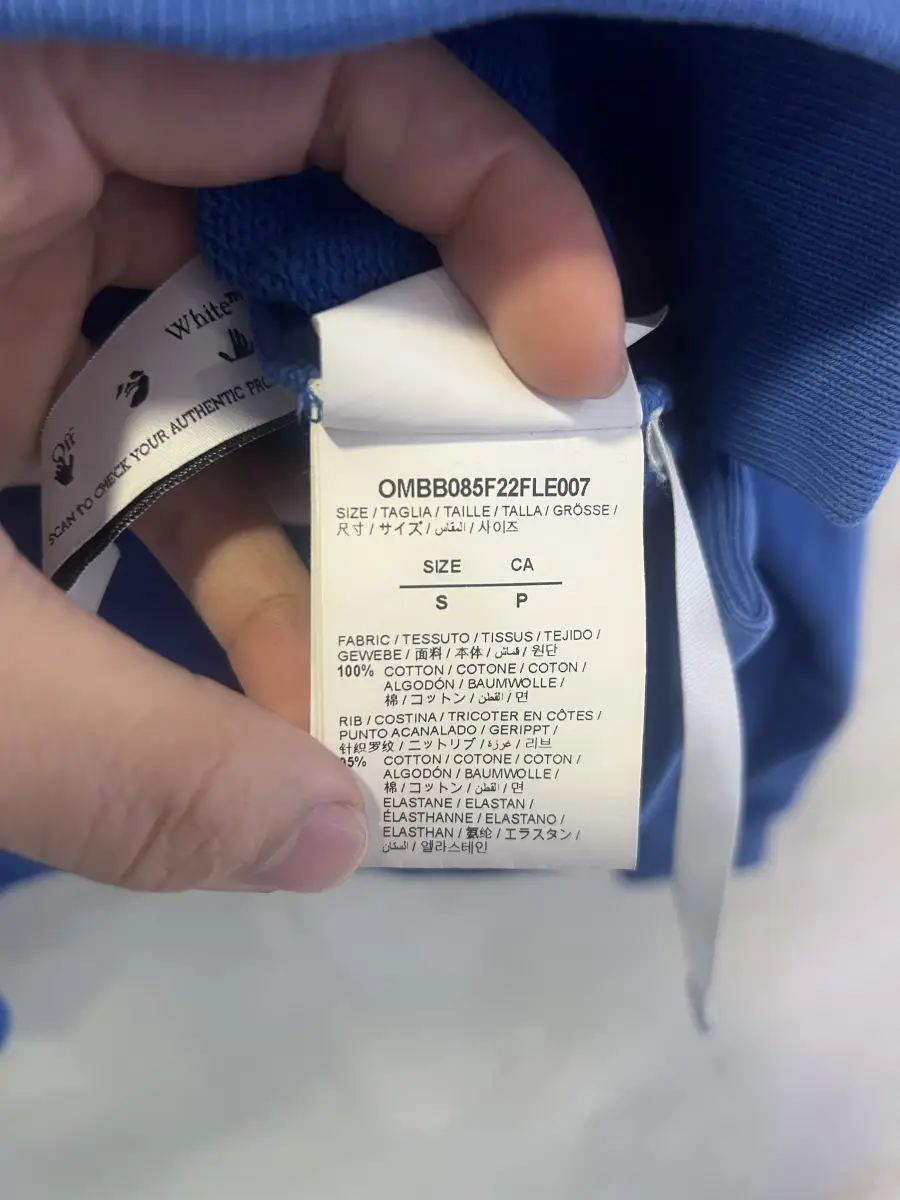 Off White™
SCAN TO CHECK YOUR AUTHENTIC
OMBB085F22FLE007
SIZE / TAGLIA / TAILLE / TALLA / GRÖSSE /
尺寸 / サイズ / المقاس / 사이즈
SIZE CA
S P
FABRIC / TESSUTO / TISSUS / TEJIDO /
GEWEBE / 面料 / 本体 / قماش / 원단
100% COTTON / COTONE / COTON /
ALGODÓN / BAUMWOLLE /
棉 / コットン / القطن / 면
RIB / COSTINA / TRICOTER EN CÔTES /
PUNTO ACANALADO / GERIPPT /
针织罗纹 / ニットリブ / غرزة / 리브
95% COTTON / COTONE / COTON /
ALGODÓN / BAUMWOLLE /
棉 / コットン / القطن / 면
ELASTANE / ELASTAN /
ÉLASTHANNE / ELASTANO /
ELASTHAN / 氨纶 / エラスタン /
/ 엘라스테인